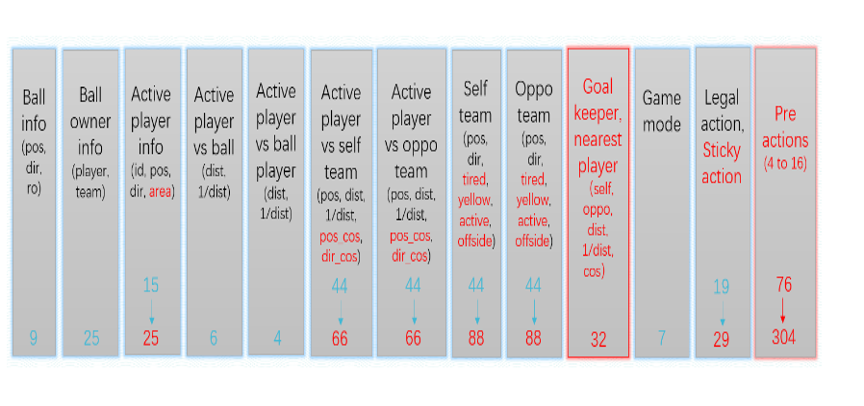 Ball
info
(pos,
dir,
ro)
9
Ball
owner
info
(player,
team)
25
Active
player
info
(id, pos,
dir, area)
15
25
Active
player
vs ball
(dist,
1/dist)
6
Active
player
vs ball
player
(dist,
1/dist)
4
Active
player
vs self
team
(pos, dist,
1/dist,
pos_cos,
dir_cos)
44
66
Active
player
vs oppo
team
(pos, dist,
1/dist,
pos_cos,
dir_cos)
44
66
Self
team
(pos,
dir,
tired,
yellow,
active,
offside)
44
88
Oppo
team
(pos,
dir,
tired,
yellow,
active,
offside)
44
88
Goal
keeper,
nearest
player
(self,
oppo,
dist,
1/dist,
cos)
32
Game
mode
7
Legal
action,
Sticky
action
19
29
Pre
actions
(4 to 16)
76
304